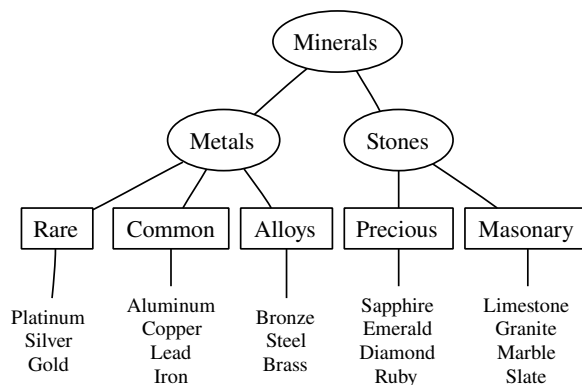 Minerals
Metals
Stones
Rare
Common
Alloys
Precious
Masonary
Platinum
Silver
Gold
Aluminum
Copper
Lead
Iron
Bronze
Steel
Brass
Sapphire
Emerald
Diamond
Ruby
Limestone
Granite
Marble
Slate